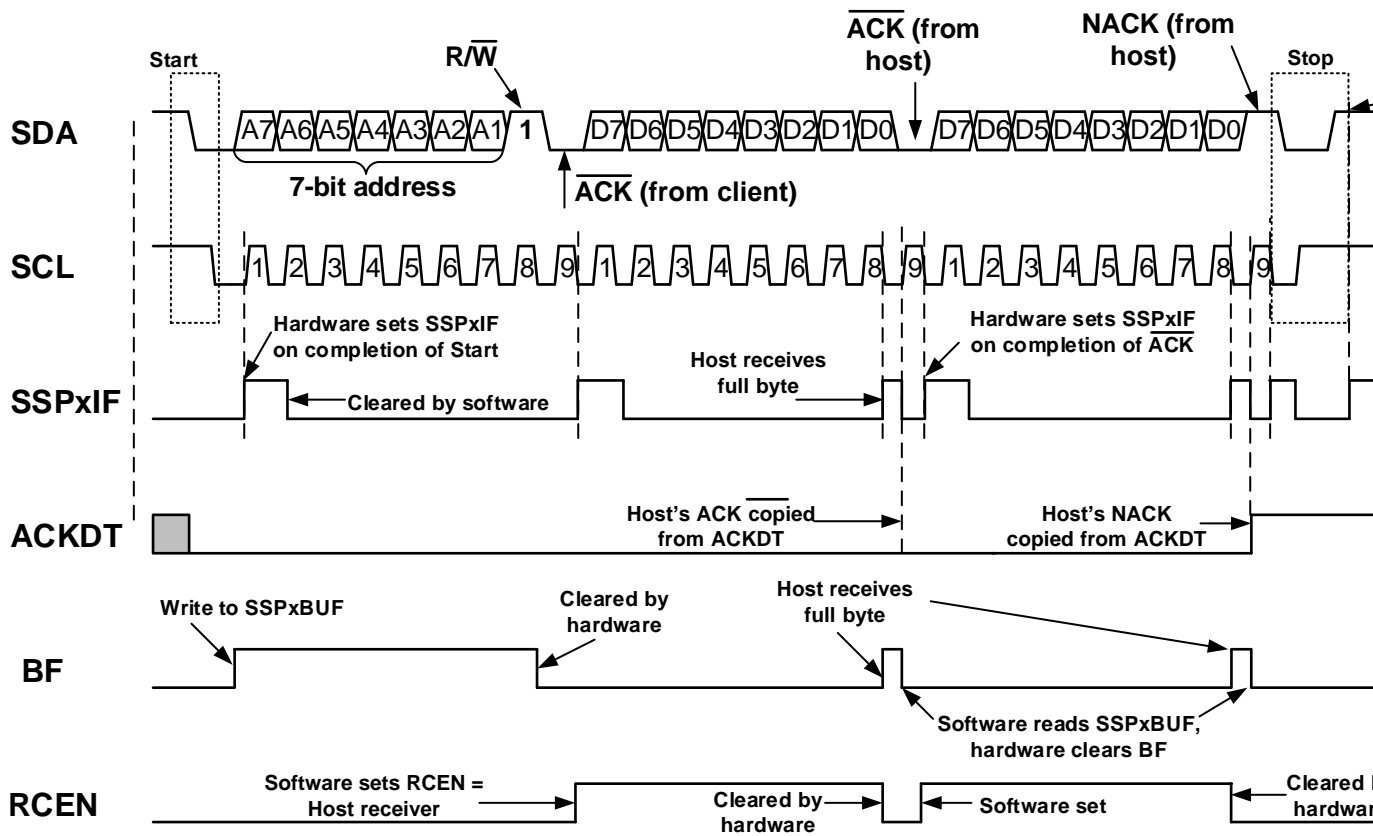 ACK (from
host)
NACK (from
host)
Start
R/W
Stop
SDA
A7 A6 A5 A4 A3 A2 A1 1 D7 D6 D5 D4 D3 D2 D1 D0 D7 D6 D5 D4 D3 D2 D1 D0
7-bit address
ACK (from client)
SCL
1 2 3 4 5 6 7 8 9 1 2 3 4 5 6 7 8 9 1 2 3 4 5 6 7 8 9
Hardware sets SSPxIF
on completion of Start
Hardware sets SSPxIF
on completion of ACK
Host receives
full byte
SSPxIF
Cleared by software
ACKDT
Host's ACK copied
from ACKDT
Host's NACK
copied from ACKDT
Write to SSPxBUF
Cleared by
hardware
Host receives
full byte
BF
Software reads SSPxBUF,
hardware clears BF
RCEN
Software sets RCEN =
Host receiver
Cleared by
hardware
Software set
Cleared